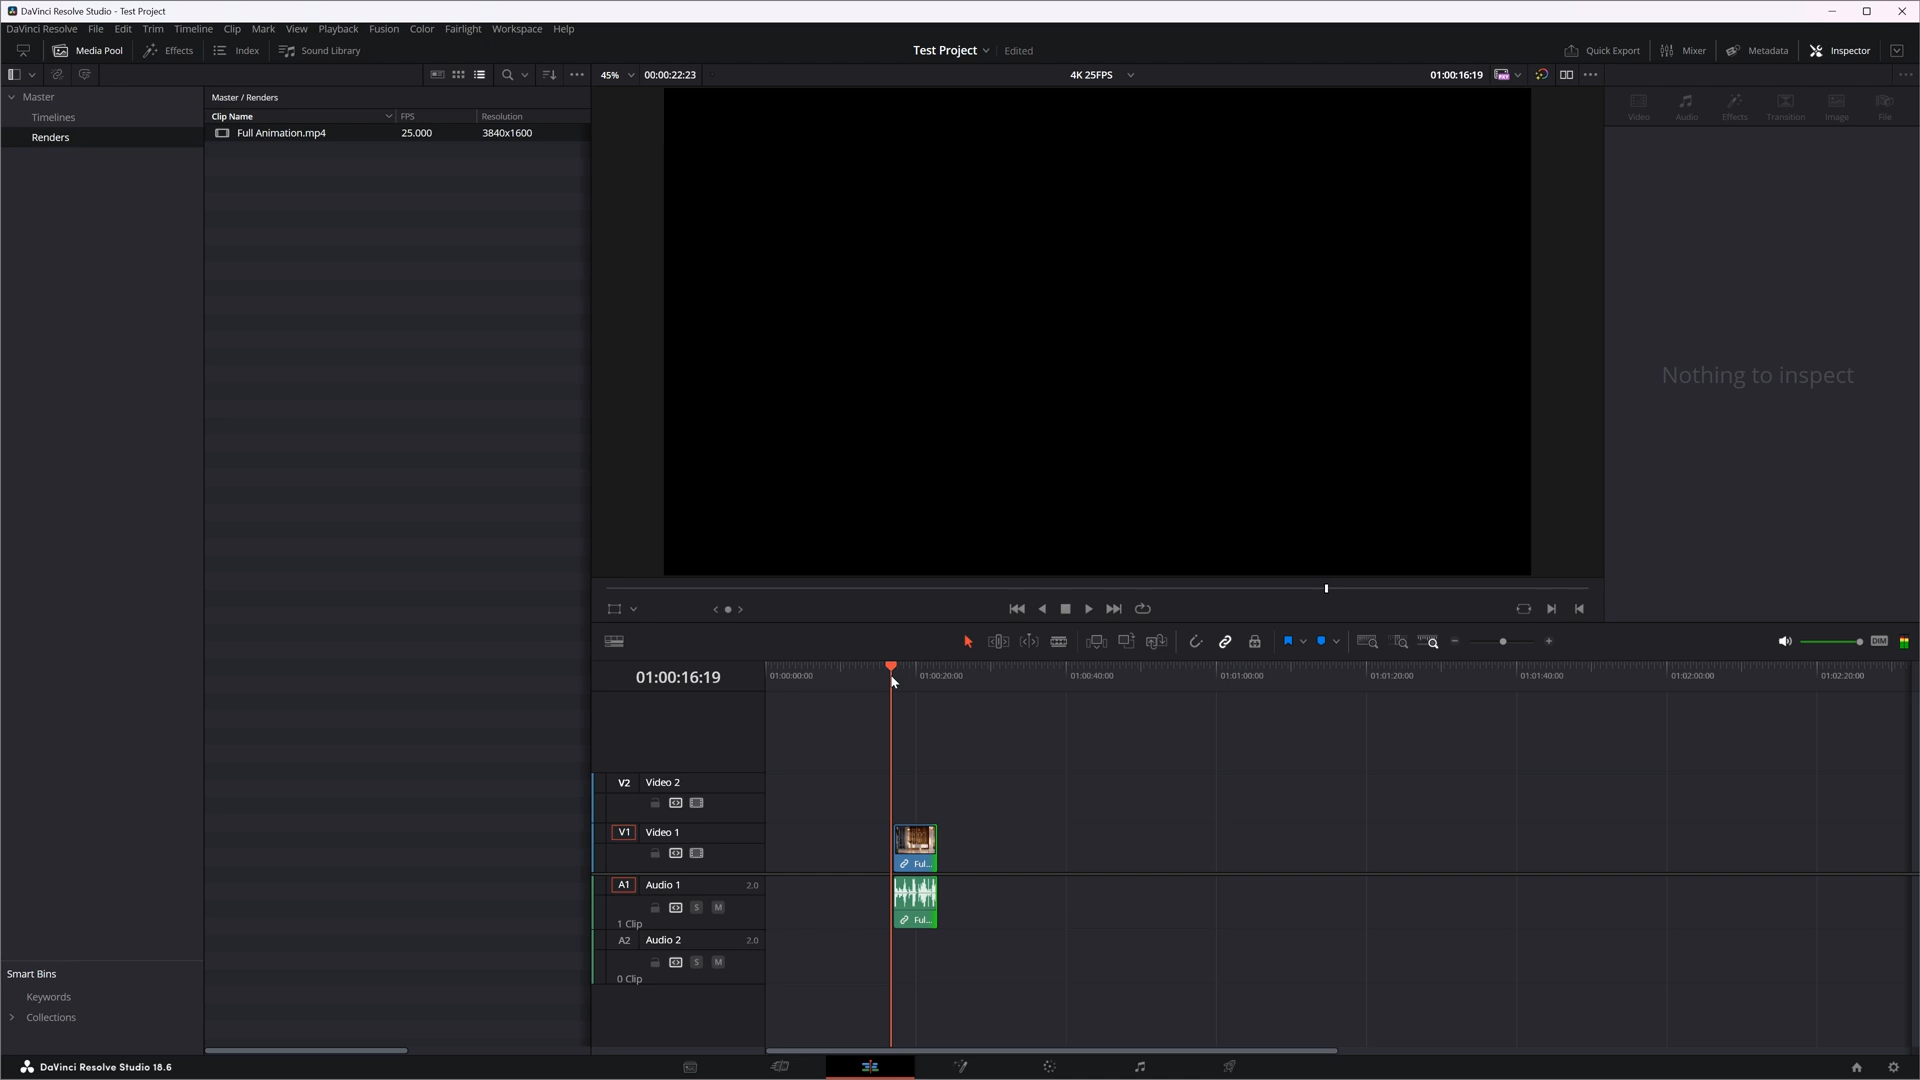 DaVinci Resolve Studio - Test Project
DaVinci Resolve File Edit Trim Timeline Clip Mark View Playback Fusion Color Fairlight Workspace Help
Media Pool Effects Index Sound Library Test Project Edited Quick Export Mixer Metadata Inspector
45% 00:00:22:23 4K 25FPS 01:00:16:19
Master
Timelines
Renders
Master / Renders
Clip Name FPS Resolution
Full Animation.mp4 25.000 3840x1600
Video Audio Effects Transition Image File
Nothing to inspect
DIM
01:00:16:19
01:00:00:00 01:00:20:00 01:00:40:00 01:01:00:00 01:01:20:00 01:01:40:00 01:02:00:00 01:02:20:00
V2 Video 2
V1 Video 1
Ful...
A1 Audio 1 2.0
S M
1 Clip
Ful...
A2 Audio 2 2.0
S M
0 Clip
Smart Bins
Keywords
Collections
DaVinci Resolve Studio 18.6